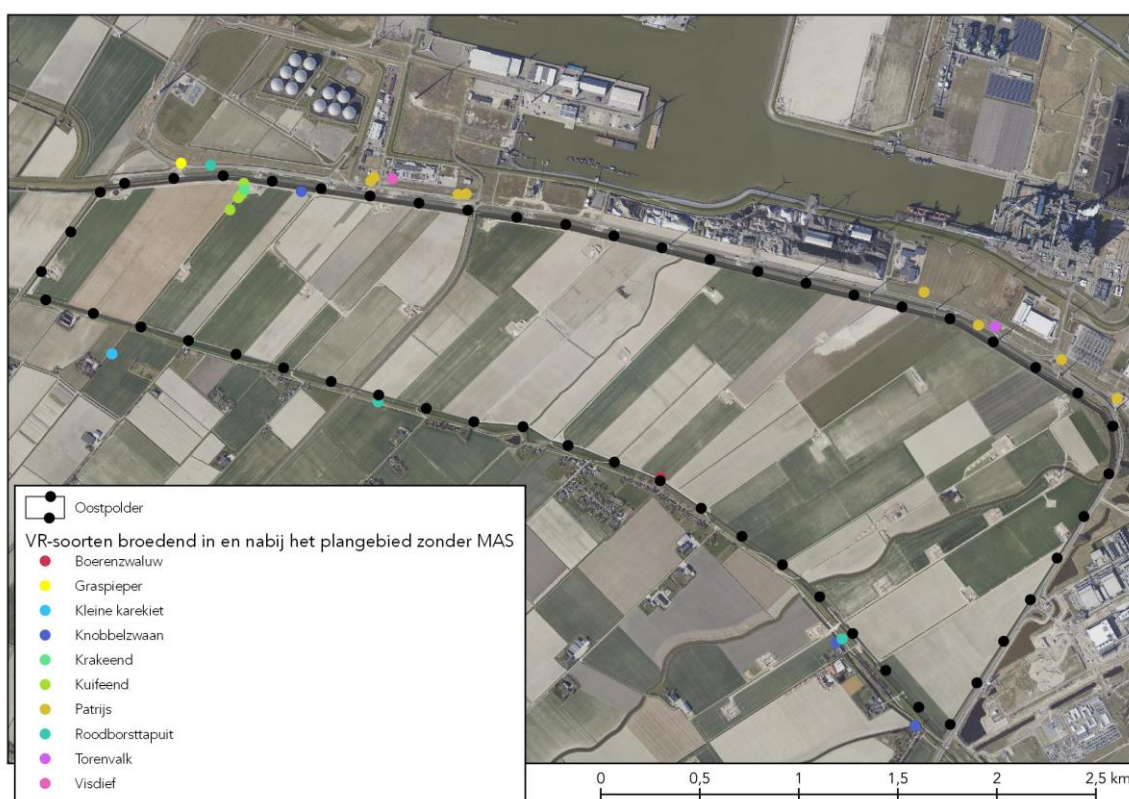 Oostpolder
VR-soorten broedend in en nabij het plangebied zonder MAS
Boerenzwaluw
Graspieper
Kleine karekiet
Knobbelzwaan
Krakeend
Kuifeend
Patrijs
Roodborsttapuit
Torenvalk
Visdief
0 0,5 1 1,5 2 2,5 km